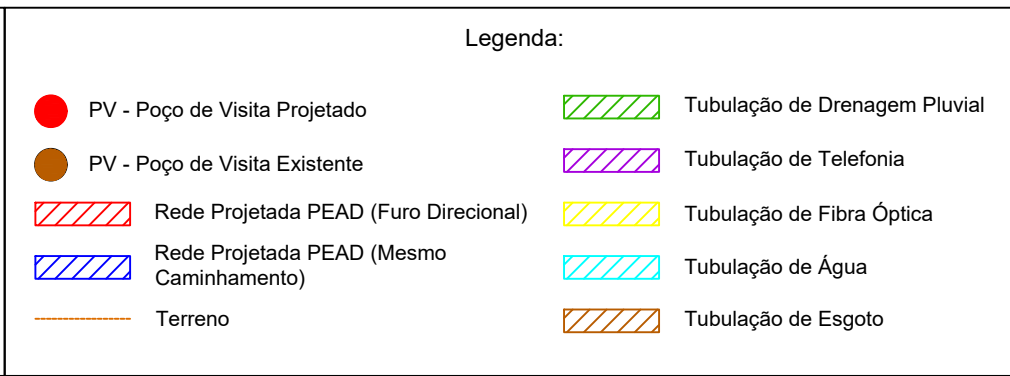 Legenda:
PV - Poço de Visita Projetado
PV - Poço de Visita Existente
Rede Projetada PEAD (Furo Direcional)
Rede Projetada PEAD (Mesmo
Caminhamento)
Terreno
Tubulação de Drenagem Pluvial
Tubulação de Telefonia
Tubulação de Fibra Óptica
Tubulação de Água
Tubulação de Esgoto